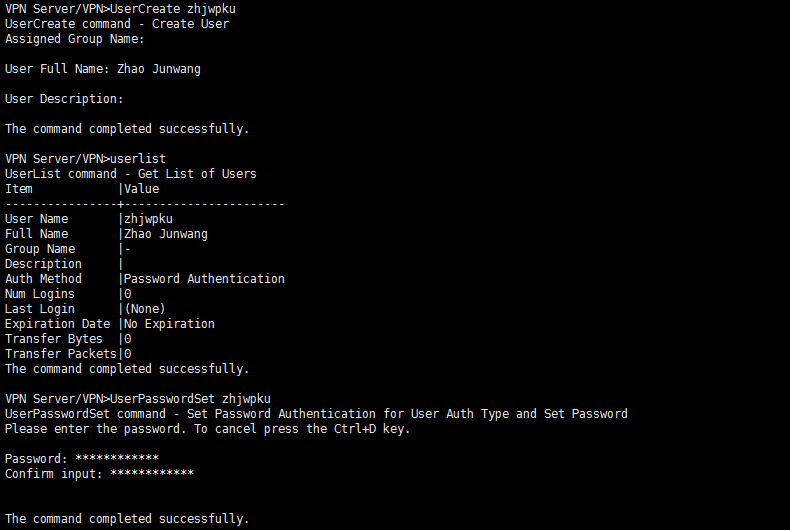 VPN Server/VPN>UserCreate zhjwpku
UserCreate command - Create User
Assigned Group Name:
User Full Name: Zhao Junwang
User Description:
The command completed successfully.
VPN Server/VPN>userlist
UserList command - Get List of Users
Item            |Value
----------------+-----------------------
User Name       |zhjwpku
Full Name       |Zhao Junwang
Group Name      |-
Description     |
Auth Method     |Password Authentication
Num Logins      |0
Last Login      |(None)
Expiration Date |No Expiration
Transfer Bytes  |0
Transfer Packets|0
The command completed successfully.
VPN Server/VPN>UserPasswordSet zhjwpku
UserPasswordSet command - Set Password Authentication for User Auth Type and Set Password
Please enter the password. To cancel press the Ctrl+D key.
Password: ************
Confirm input: ************
The command completed successfully.